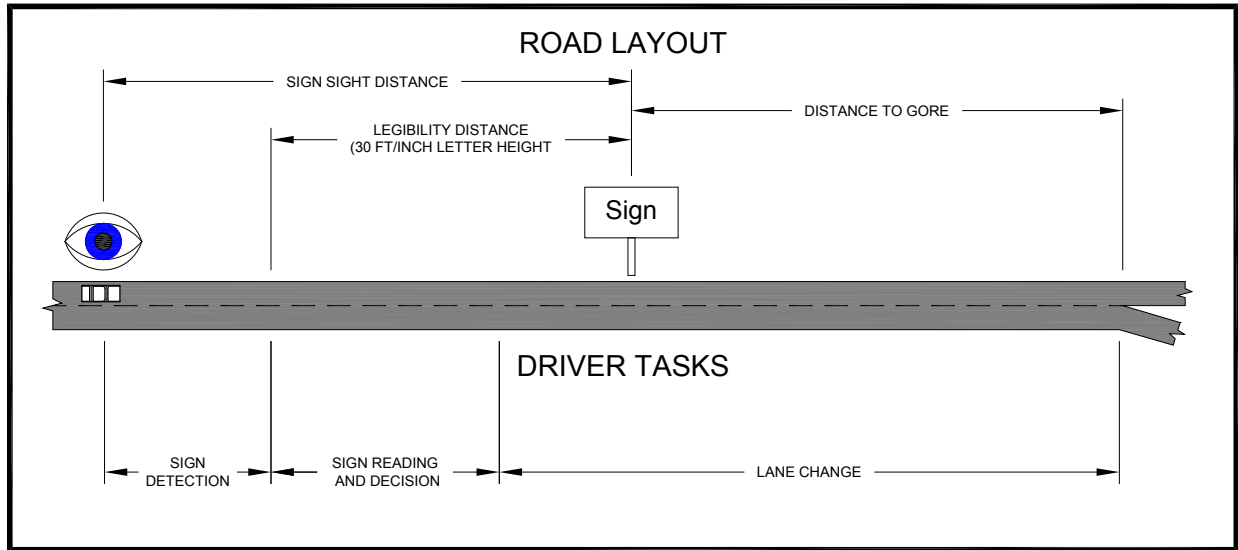 ROAD LAYOUT
SIGN SIGHT DISTANCE
DISTANCE TO GORE
LEGIBILITY DISTANCE
(30 FT/INCH LETTER HEIGHT
Sign
DRIVER TASKS
SIGN
DETECTION
SIGN READING
AND DECISION
LANE CHANGE